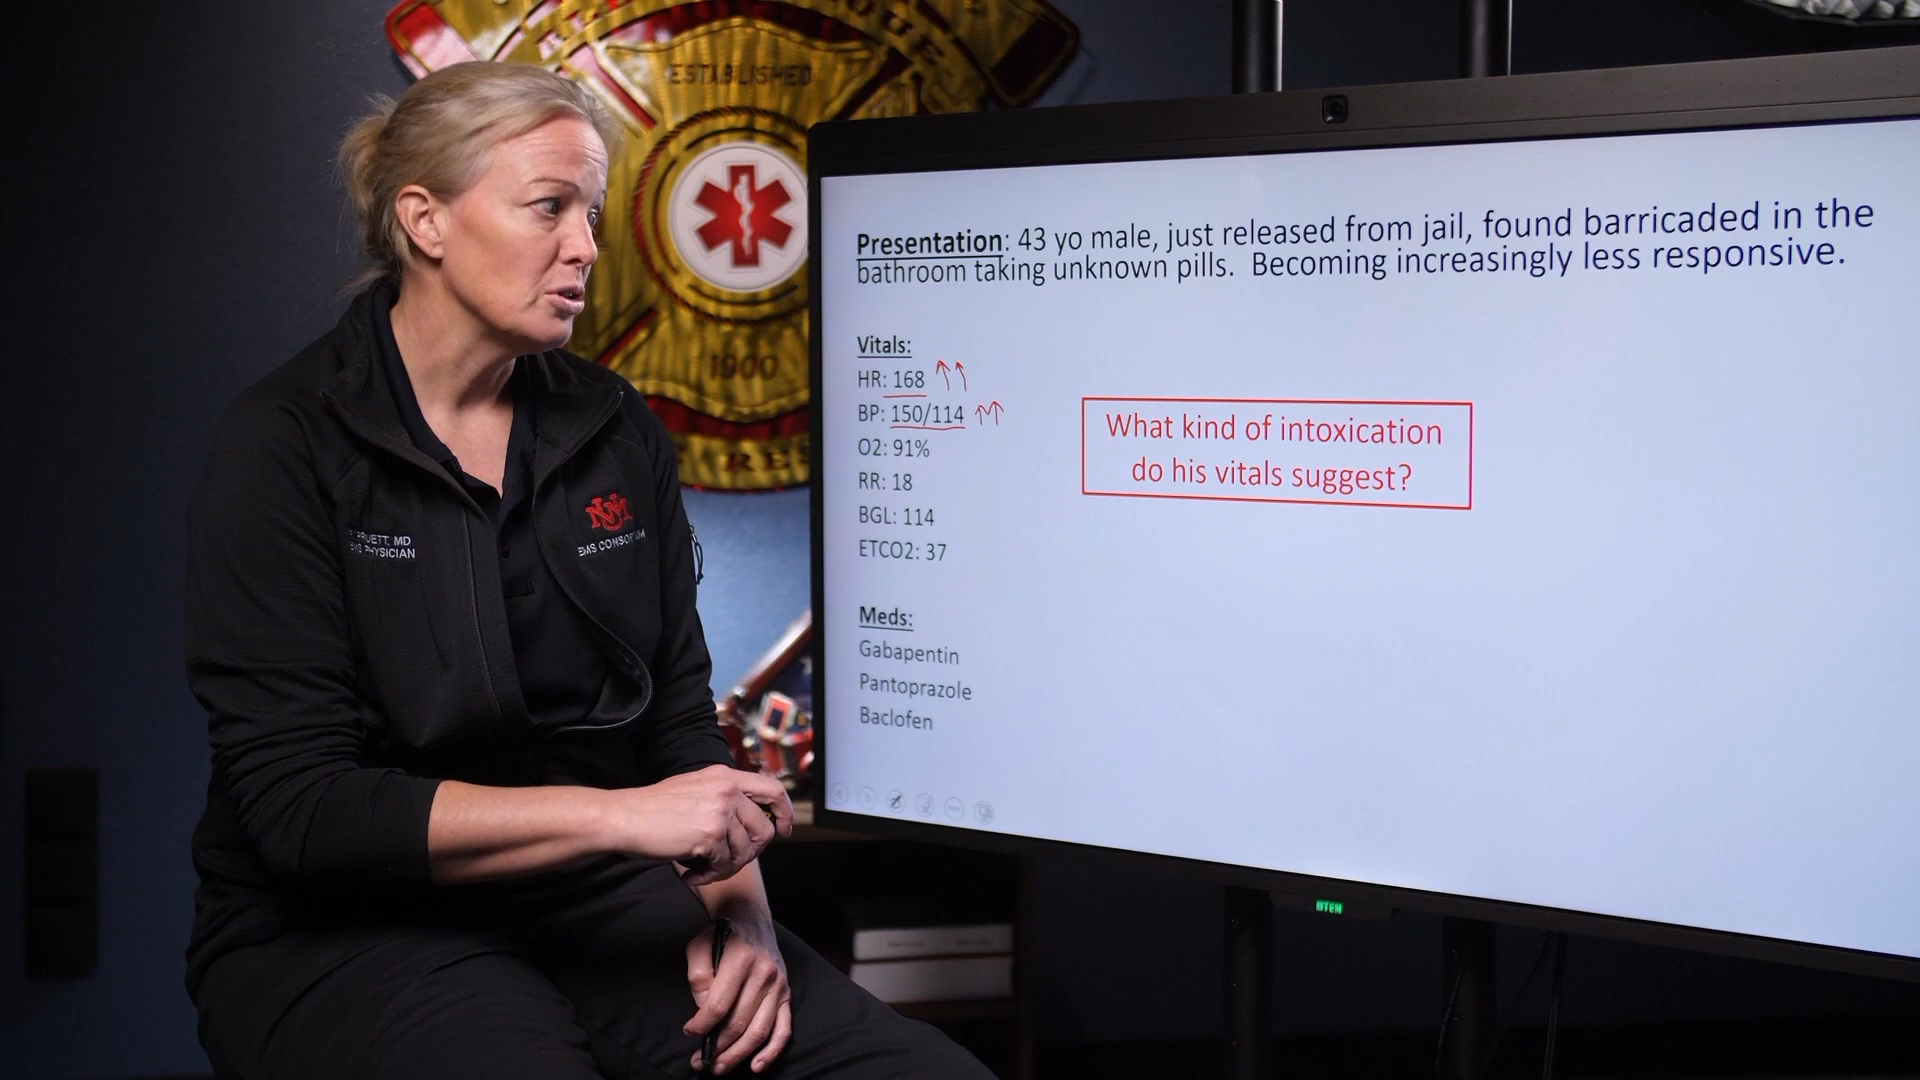 ESTABLISHED
1900
Presentation: 43 yo male, just released from jail, found barricaded in the
bathroom taking unknown pills. Becoming increasingly less responsive.
Vitals:
HR: 168 ↑↑
BP: 150/114 ↑↑
O2: 91%
RR: 18
BGL: 114
ETCO2: 37
What kind of intoxication
do his vitals suggest?
Meds:
Gabapentin
Pantoprazole
Baclofen
MD
EMS PHYSICIAN
NM
EMS CONSORTIUM